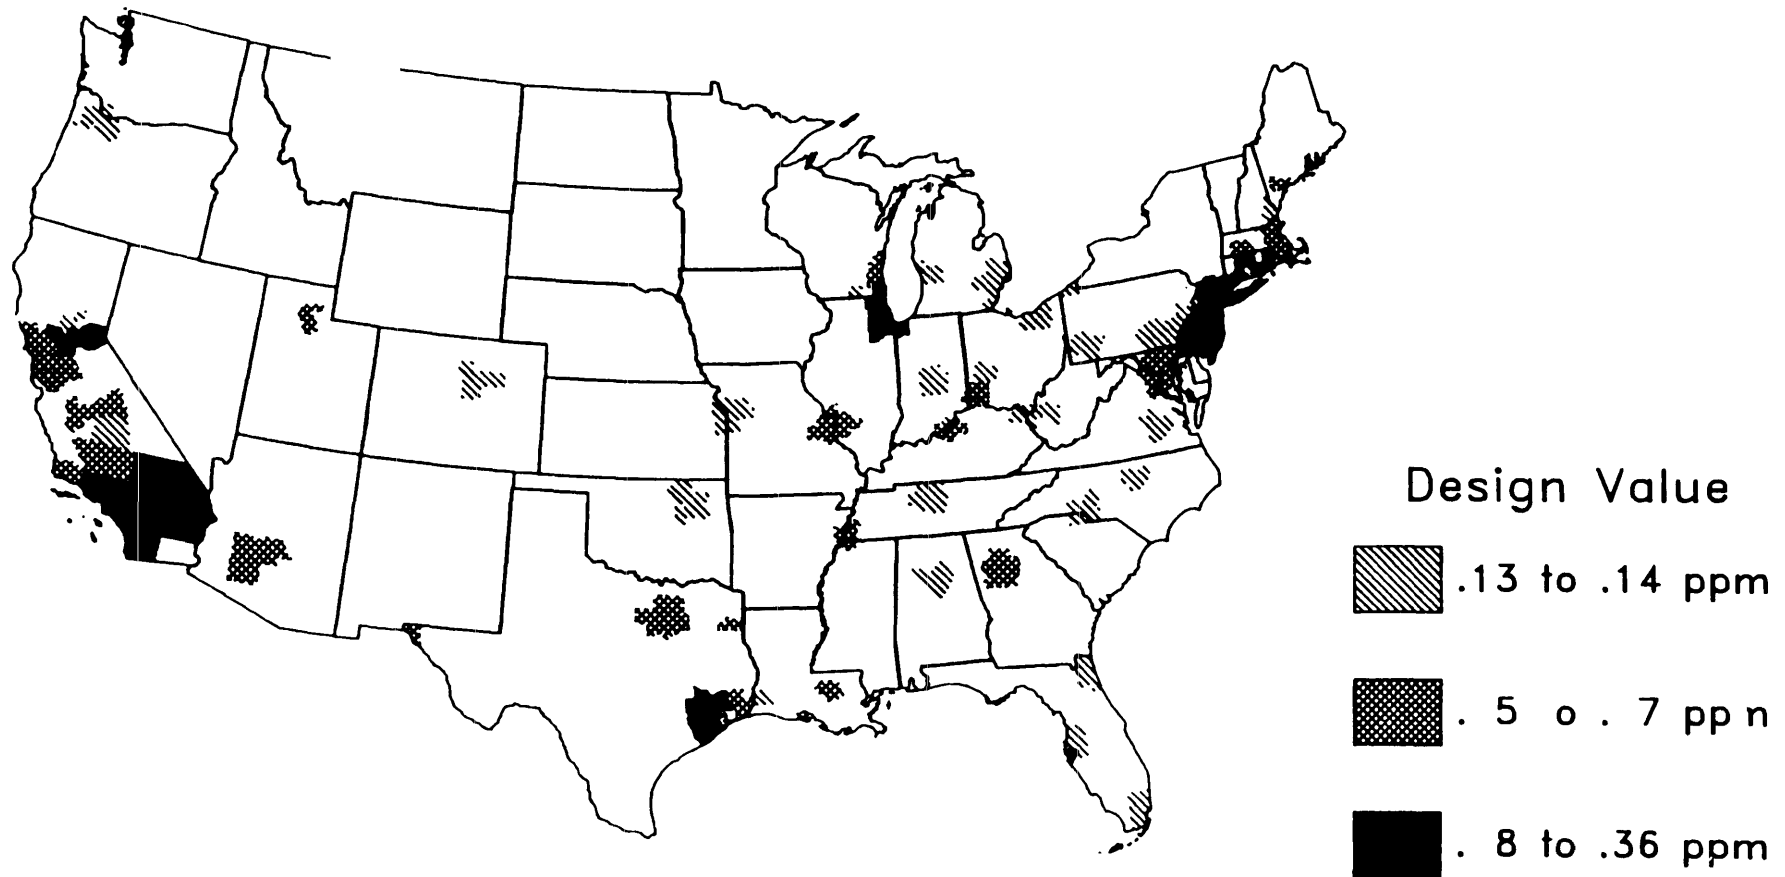 Design Value
.13 to .14 ppm
. 5 o . 7 pp n
. 8 to .36 ppm